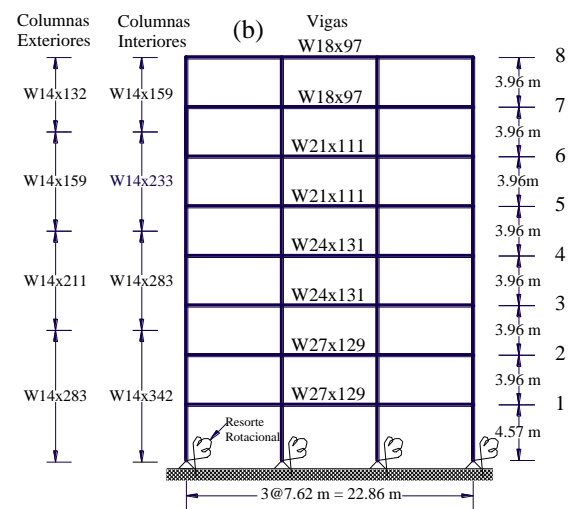 Columnas Exteriores
Columnas Interiores
(b)
Vigas
W18x97
8
3.96 m
W14x132
W14x159
W18x97
7
3.96 m
W21x111
6
W14x159
W14x233
3.96m
W21x111
5
3.96 m
W24x131
4
W14x211
W14x283
3.96 m
W24x131
3
3.96 m
W27x129
2
3.96 m
W14x283
W14x342
W27x129
1
Resorte
Rotacional
4.57 m
3@7.62 m = 22.86 m